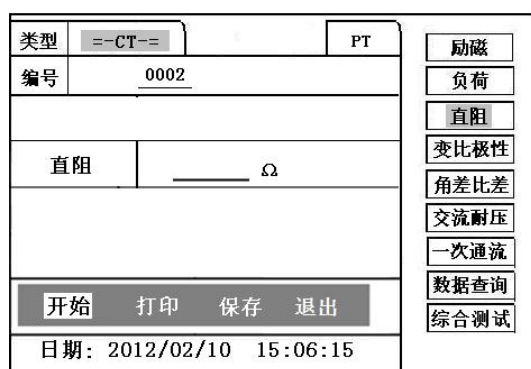 类型 =-CT-= PT
编号 0002
直阻 Ω
开始 打印 保存 退出
日期: 2012/02/10 15:06:15
励磁
负荷
直阻
变比极性
角差比差
交流耐压
一次通流
数据查询
综合测试